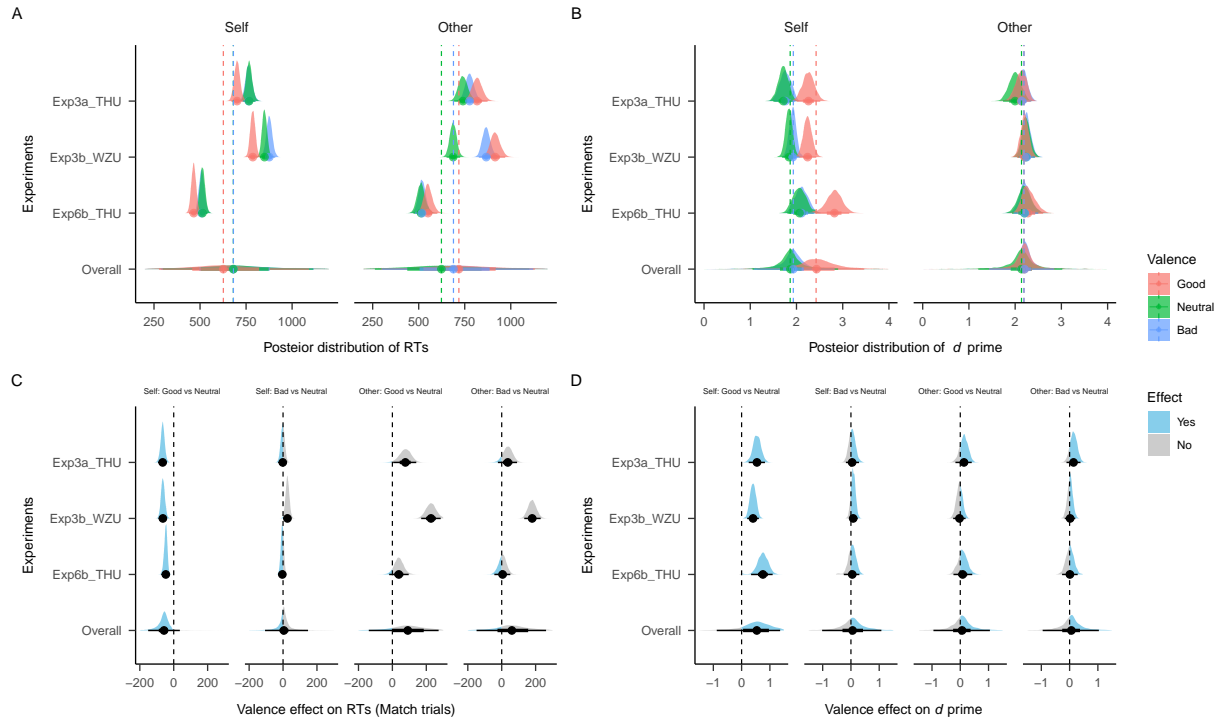 A
B
Self
Other
Self
Other
Experiments
Exp3a_THU
Exp3b_WZU
Exp6b_THU
Overall
250 500 750 1000
250 500 750 1000
Posteior distribution of RTs
Experiments
Exp3a_THU
Exp3b_WZU
Exp6b_THU
Overall
0 1 2 3 4
0 1 2 3 4
Posterior distribution of d prime
Valence
Good
Neutral
Bad
C
D
Self: Good vs Neutral
Self: Bad vs Neutral
Other: Good vs Neutral
Other: Bad vs Neutral
Experiments
Exp3a_THU
Exp3b_WZU
Exp6b_THU
Overall
−200 0 200
−200 0 200
−200 0 200
−200 0 200
Valence effect on RTs (Match trials)
Self: Good vs Neutral
Self: Bad vs Neutral
Other: Good vs Neutral
Other: Bad vs Neutral
Experiments
Exp3a_THU
Exp3b_WZU
Exp6b_THU
Overall
−1 0 1
−1 0 1
−1 0 1
−1 0 1
Valence effect on d prime
Effect
Yes
No